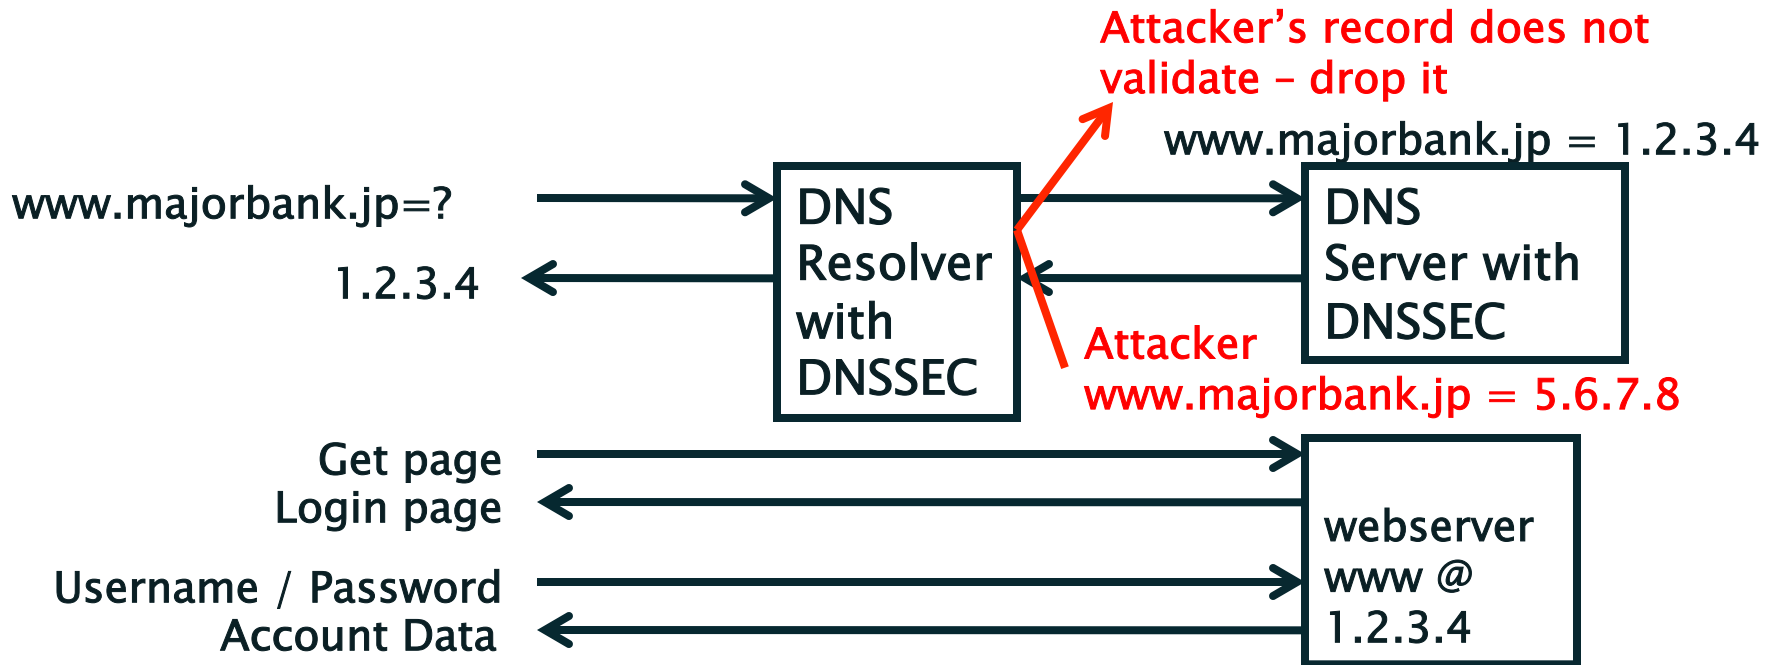 Attacker’s record does not
validate – drop it
www.majorbank.jp = 1.2.3.4
www.majorbank.jp=?
1.2.3.4
DNS
Resolver
with
DNSSEC
DNS
Server with
DNSSEC
Attacker
www.majorbank.jp = 5.6.7.8
Get page
Login page
Username / Password
Account Data
webserver
www @
1.2.3.4